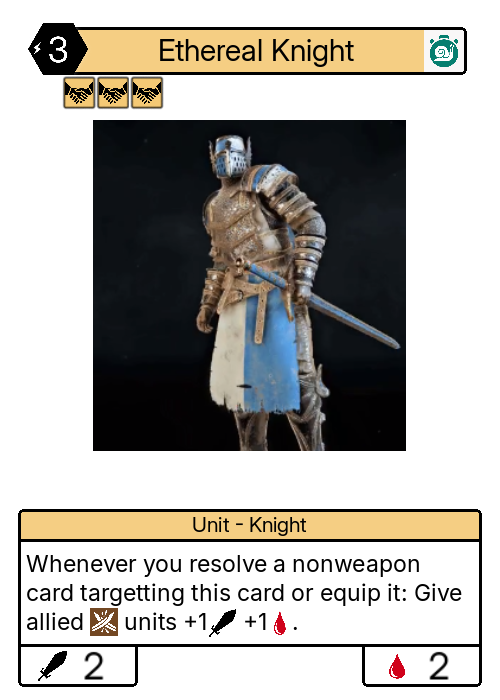 3
Ethereal Knight
Unit - Knight
Whenever you resolve a nonweapon
card targetting this card or equip it: Give
allied units +1 +1 .
2
2